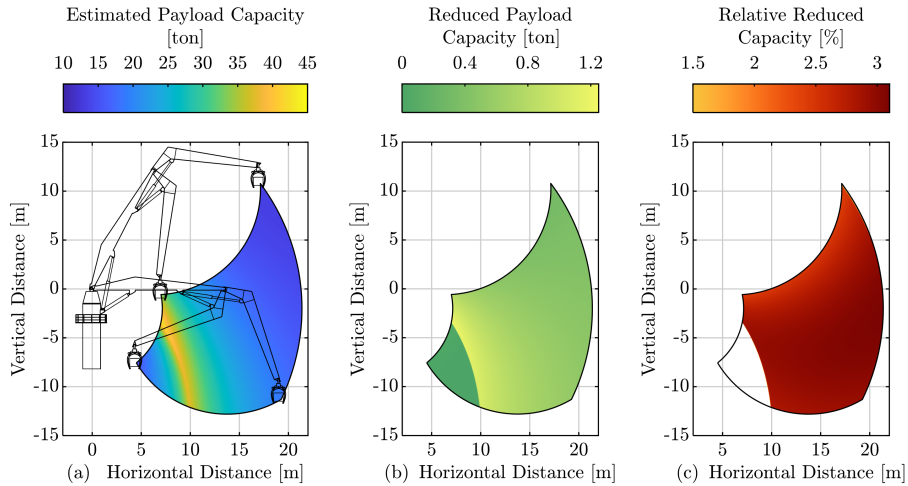 Estimated Payload Capacity
[ton]
10 15 20 25 30 35 40 45
15
10
5
0
-5
-10
-15
Vertical Distance [m]
0 5 10 15 20
(a) Horizontal Distance [m]
Reduced Payload
Capacity [ton]
0 0.4 0.8 1.2
15
10
5
0
-5
-10
-15
Vertical Distance [m]
5 10 15 20
(b) Horizontal Distance [m]
Relative Reduced
Capacity [%]
1.5 2 2.5 3
15
10
5
0
-5
-10
-15
Vertical Distance [m]
5 10 15 20
(c) Horizontal Distance [m]